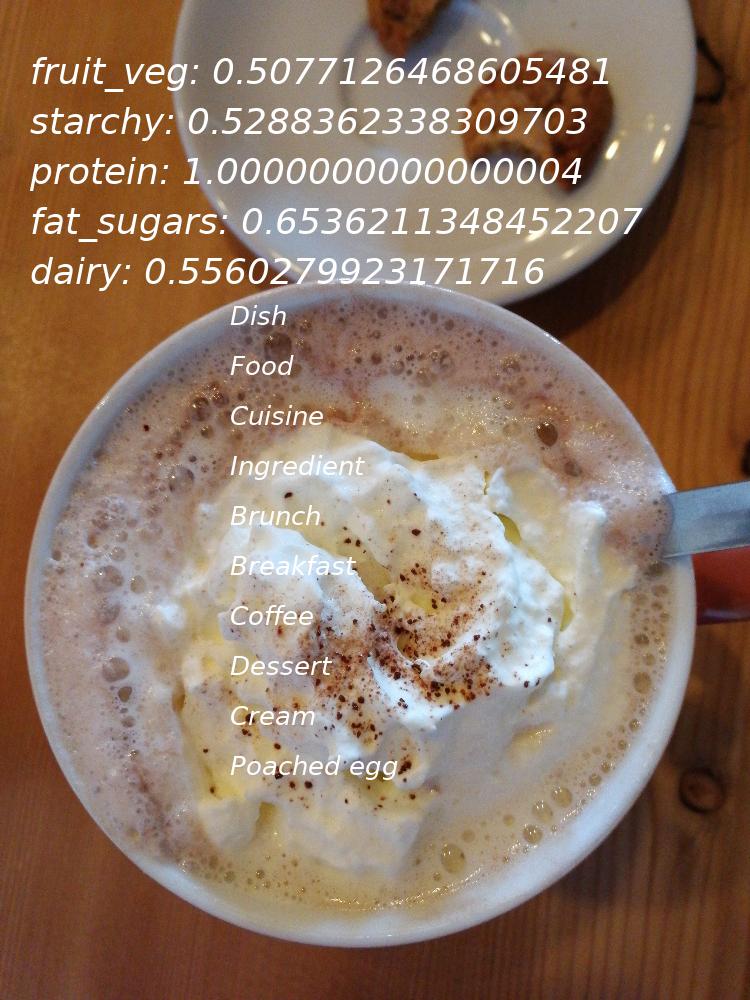 fruit_veg: 0.5077126468605481
starchy: 0.5288362338309703
protein: 1.0000000000000004
fat_sugars: 0.6536211348452207
dairy: 0.5560279923171716
Dish
Food
Cuisine
Ingredient
Brunch
Breakfast
Coffee
Dessert
Cream
Poached egg